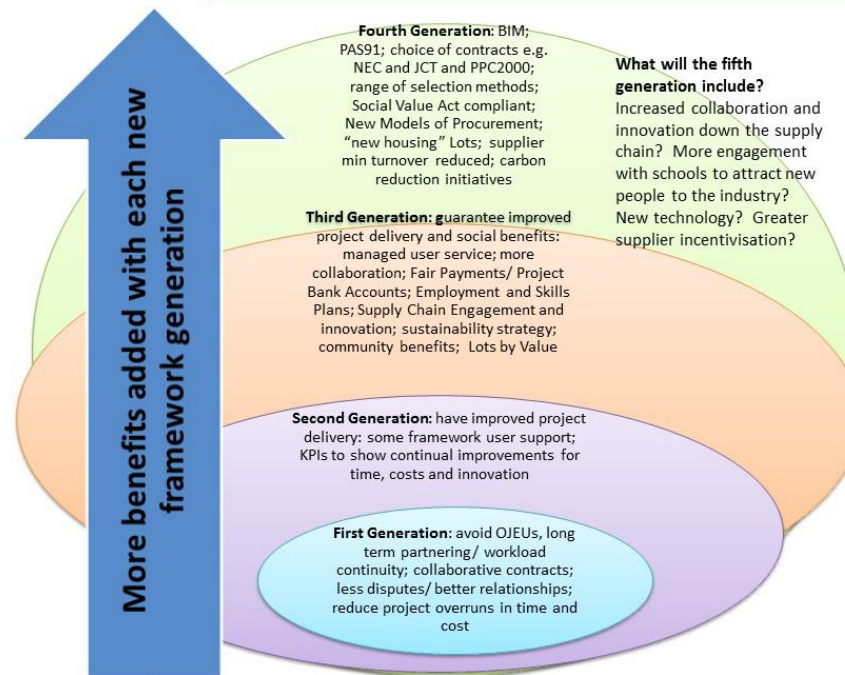 More benefits added with each new
framework generation
Fourth Generation: BIM;
PAS91; choice of contracts e.g.
NEC and JCT and PPC2000;
range of selection methods;
Social Value Act compliant;
New Models of Procurement;
“new housing” Lots; supplier
min turnover reduced; carbon
reduction initiatives
What will the fifth
generation include?
Increased collaboration and
innovation down the supply
chain? More engagement
with schools to attract new
people to the industry?
New technology? Greater
supplier incentivisation?
Third Generation: guarantee improved
project delivery and social benefits:
managed user service; more
collaboration; Fair Payments/ Project
Bank Accounts; Employment and Skills
Plans; Supply Chain Engagement and
innovation; sustainability strategy;
community benefits; Lots by Value
Second Generation: have improved project
delivery: some framework user support;
KPIs to show continual improvements for
time, costs and innovation
First Generation: avoid OJEUs, long
term partnering/ workload
continuity; collaborative contracts;
less disputes/ better relationships;
reduce project overruns in time and
cost